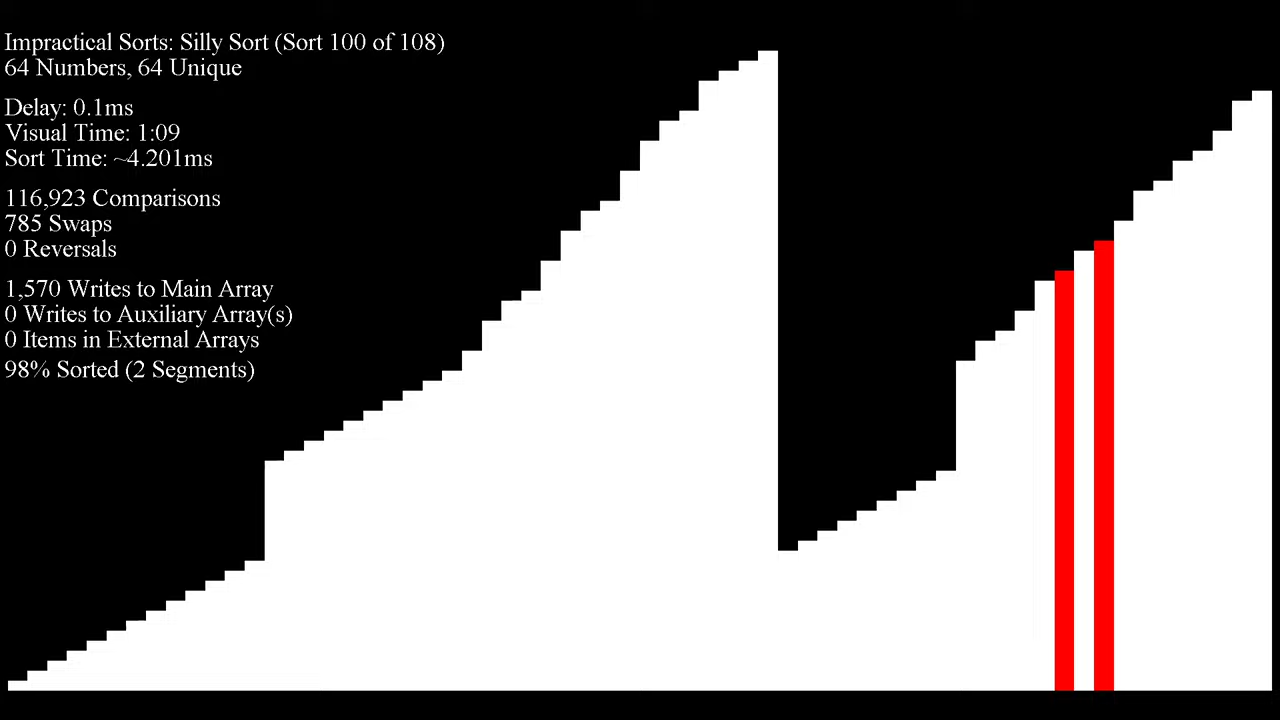 Impractical Sorts: Silly Sort (Sort 100 of 108)
64 Numbers, 64 Unique
Delay: 0.1ms
Visual Time: 1:09
Sort Time: ~4.201ms
116,923 Comparisons
785 Swaps
0 Reversals
1,570 Writes to Main Array
0 Writes to Auxiliary Array(s)
0 Items in External Arrays
98% Sorted (2 Segments)